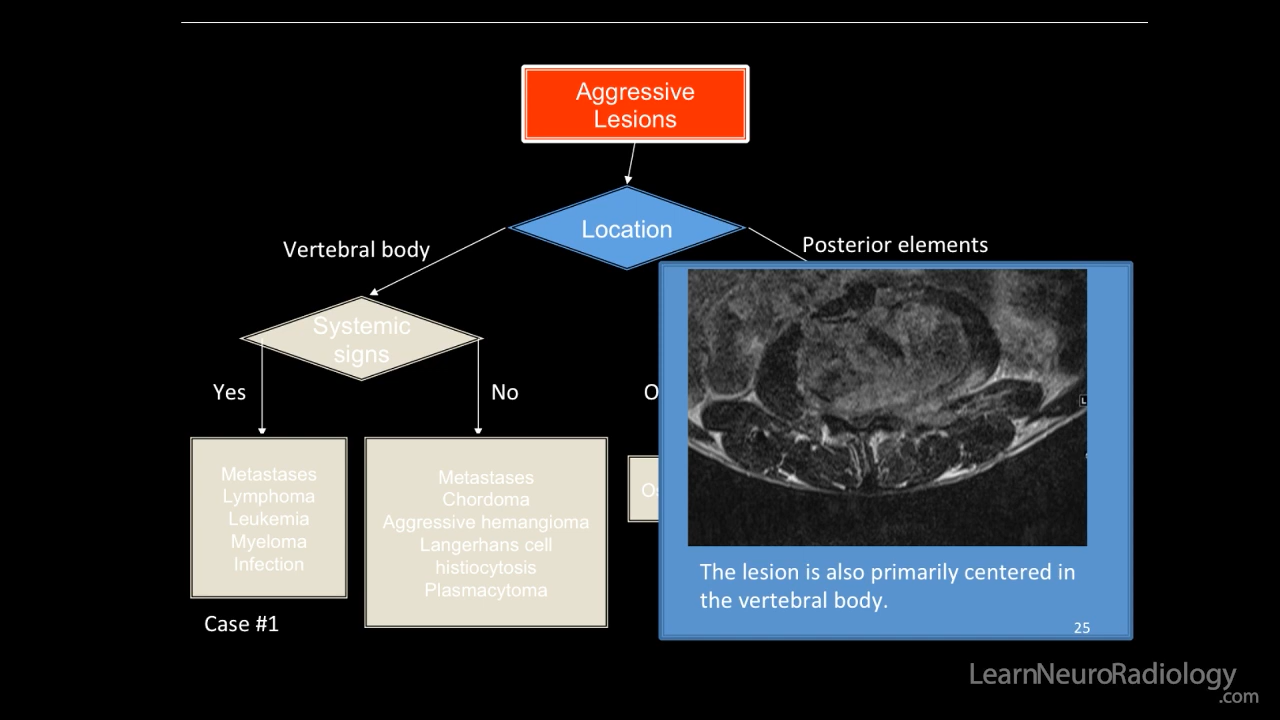 Aggressive
Lesions
Location
Vertebral body
Posterior elements
Systemic
signs
Yes
No
Metastases
Lymphoma
Leukemia
Myeloma
Infection
Metastases
Chordoma
Aggressive hemangioma
Langerhans cell
histiocytosis
Plasmacytoma
Case #1
L
The lesion is also primarily centered in
the vertebral body.
25
LearnNeuroRadiology
.com